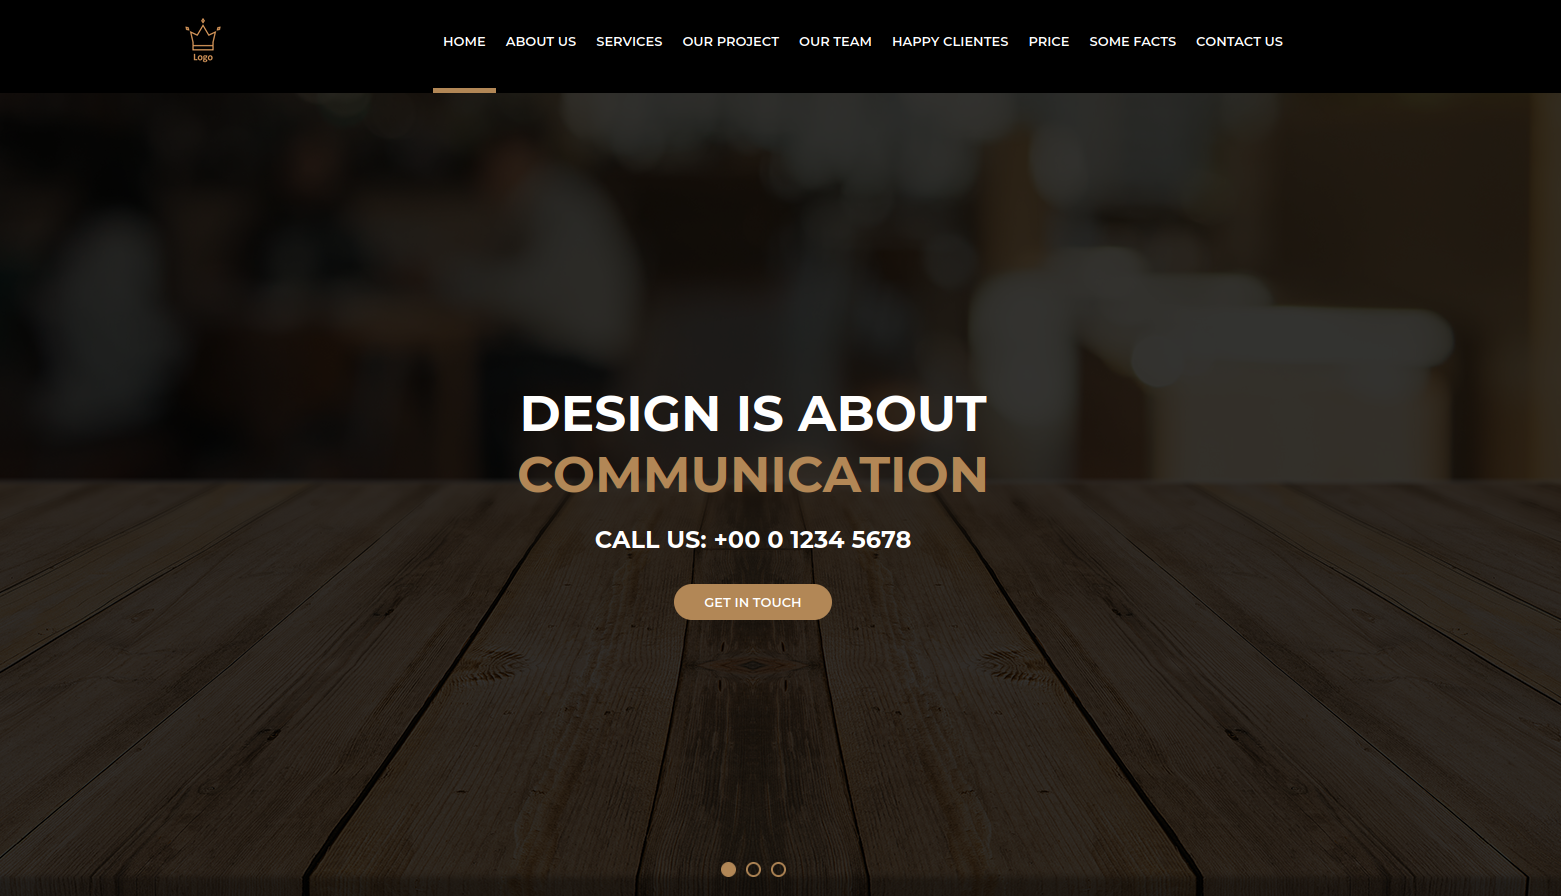 Logo
HOME ABOUT US SERVICES OUR PROJECT OUR TEAM HAPPY CLIENTES PRICE SOME FACTS CONTACT US
DESIGN IS ABOUT
COMMUNICATION
CALL US: +00 0 1234 5678
GET IN TOUCH